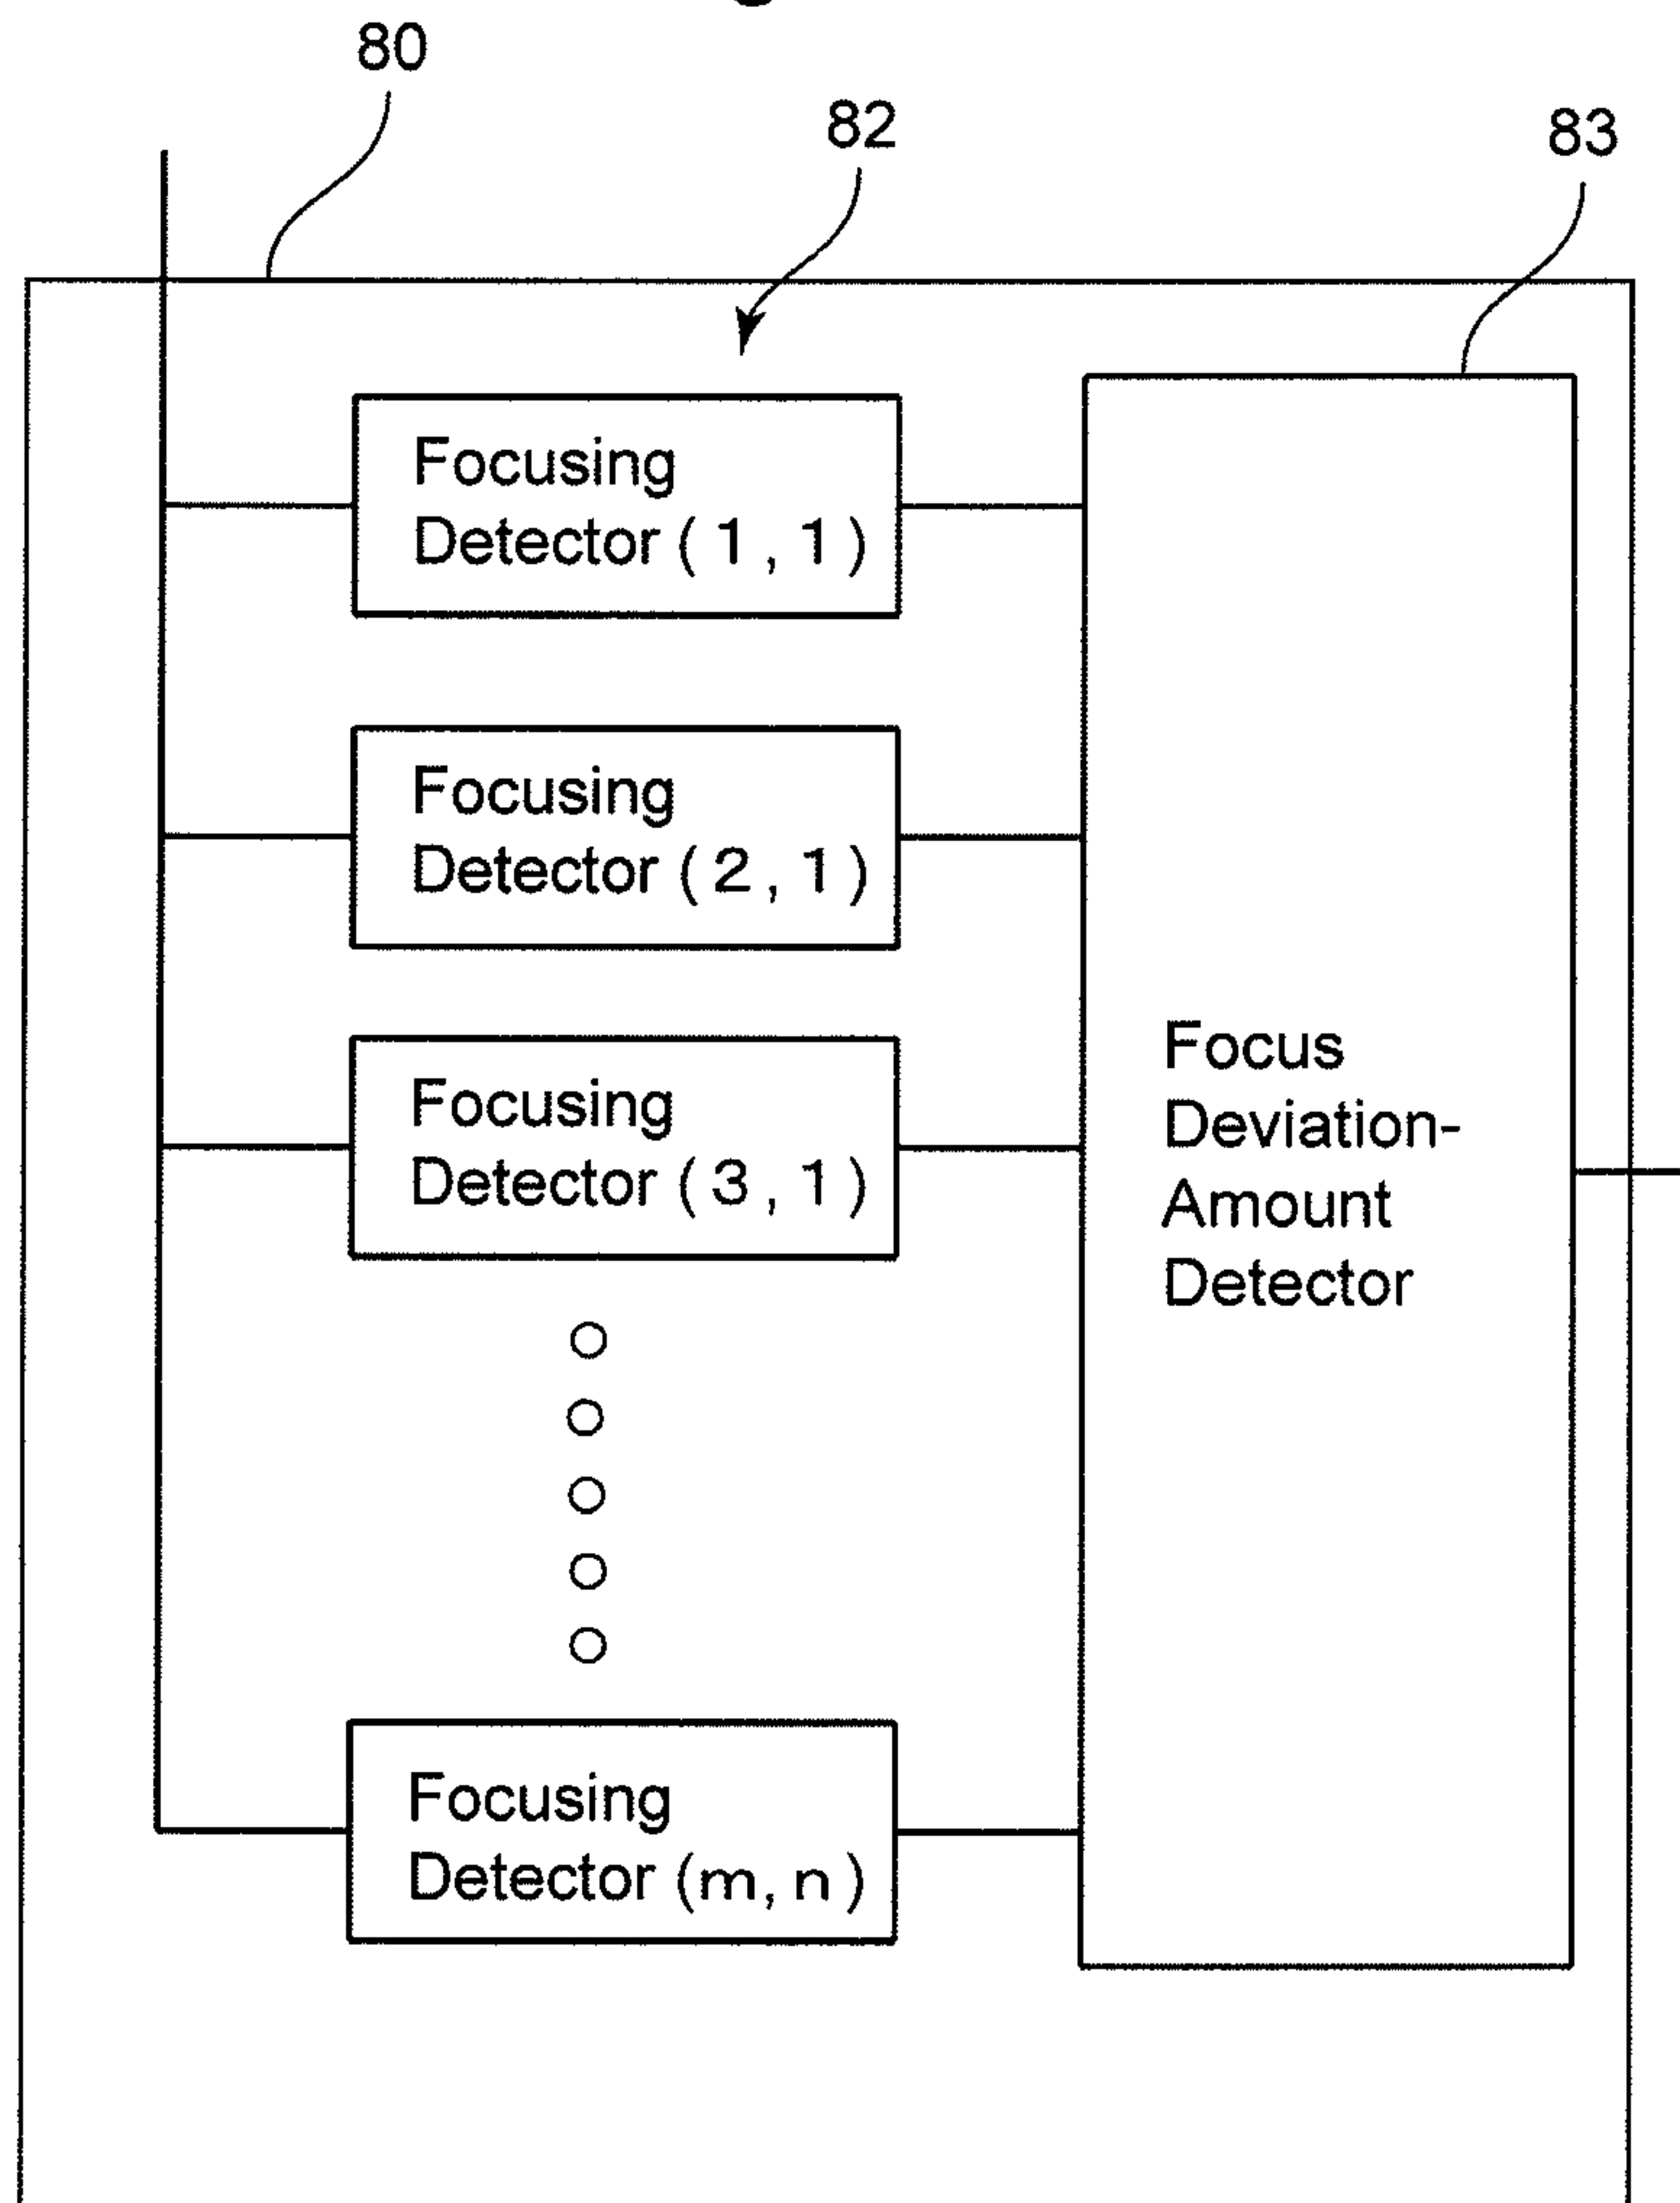 80
82
83
Focusing
Detector (1, 1)
Focusing
Detector (2, 1)
Focusing
Detector (3, 1)
Focus
Deviation-
Amount
Detector
Focusing
Detector (m, n)